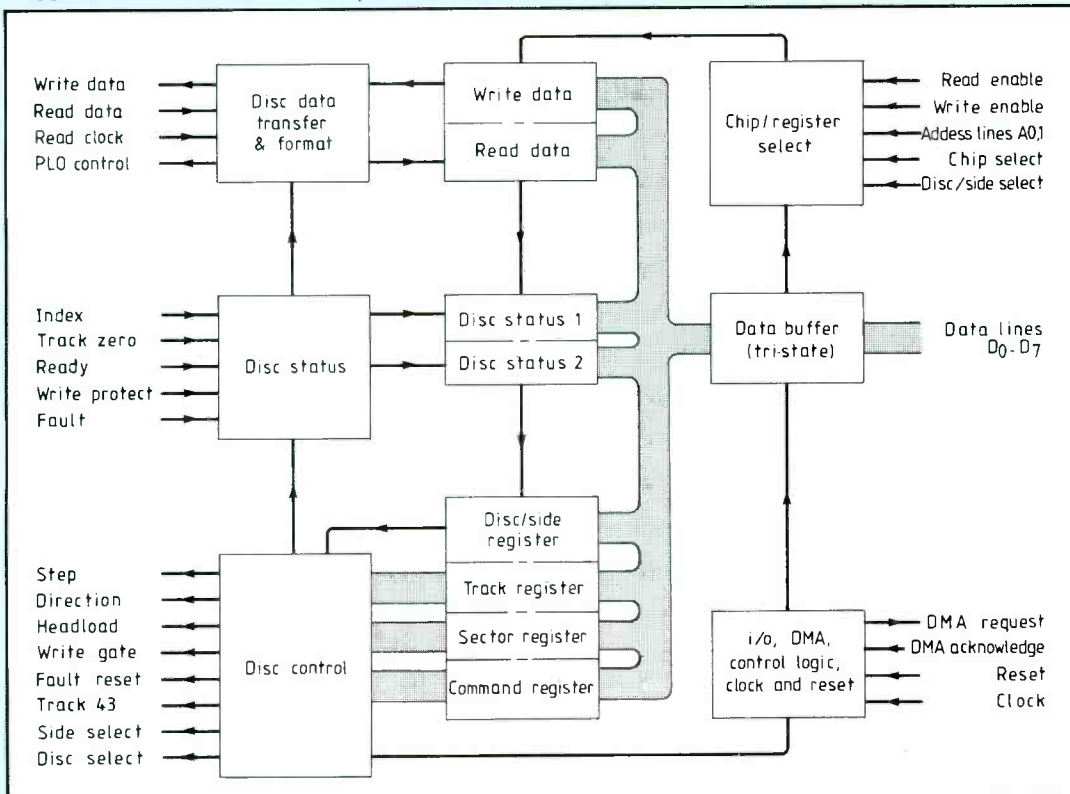 Write data
Read data
Read clock
PLO control
Disc data
transfer
& format
Write data
Read data
Chip/register
select
Read enable
Write enable
Addess lines A0,1
Chip select
Disc/side select
Index
Track zero
Ready
Write protect
Fault
Disc status
Disc status 1
Disc status 2
Data buffer
(tri-state)
Data lines
D0-D7
Step
Direction
Headload
Write gate
Fault reset
Track 43
Side select
Disc select
Disc control
Disc/side
register
Track register
Sector register
Command register
i/o, DMA,
control logic,
clock and reset
DMA request
DMA acknowledge
Reset
Clock